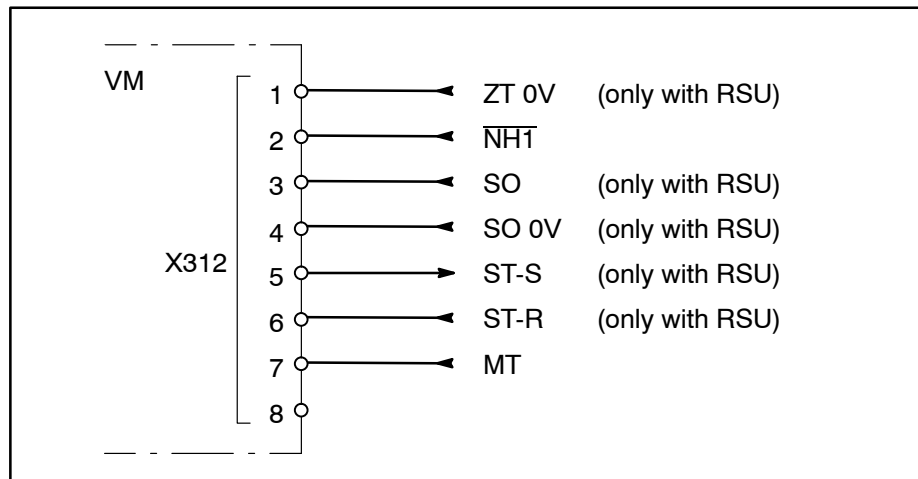 VM
1 ZT 0V (only with RSU)
2 N̅H̅1̅
3 SO (only with RSU)
4 SO 0V (only with RSU)
X312
5 ST-S (only with RSU)
6 ST-R (only with RSU)
7 MT
8